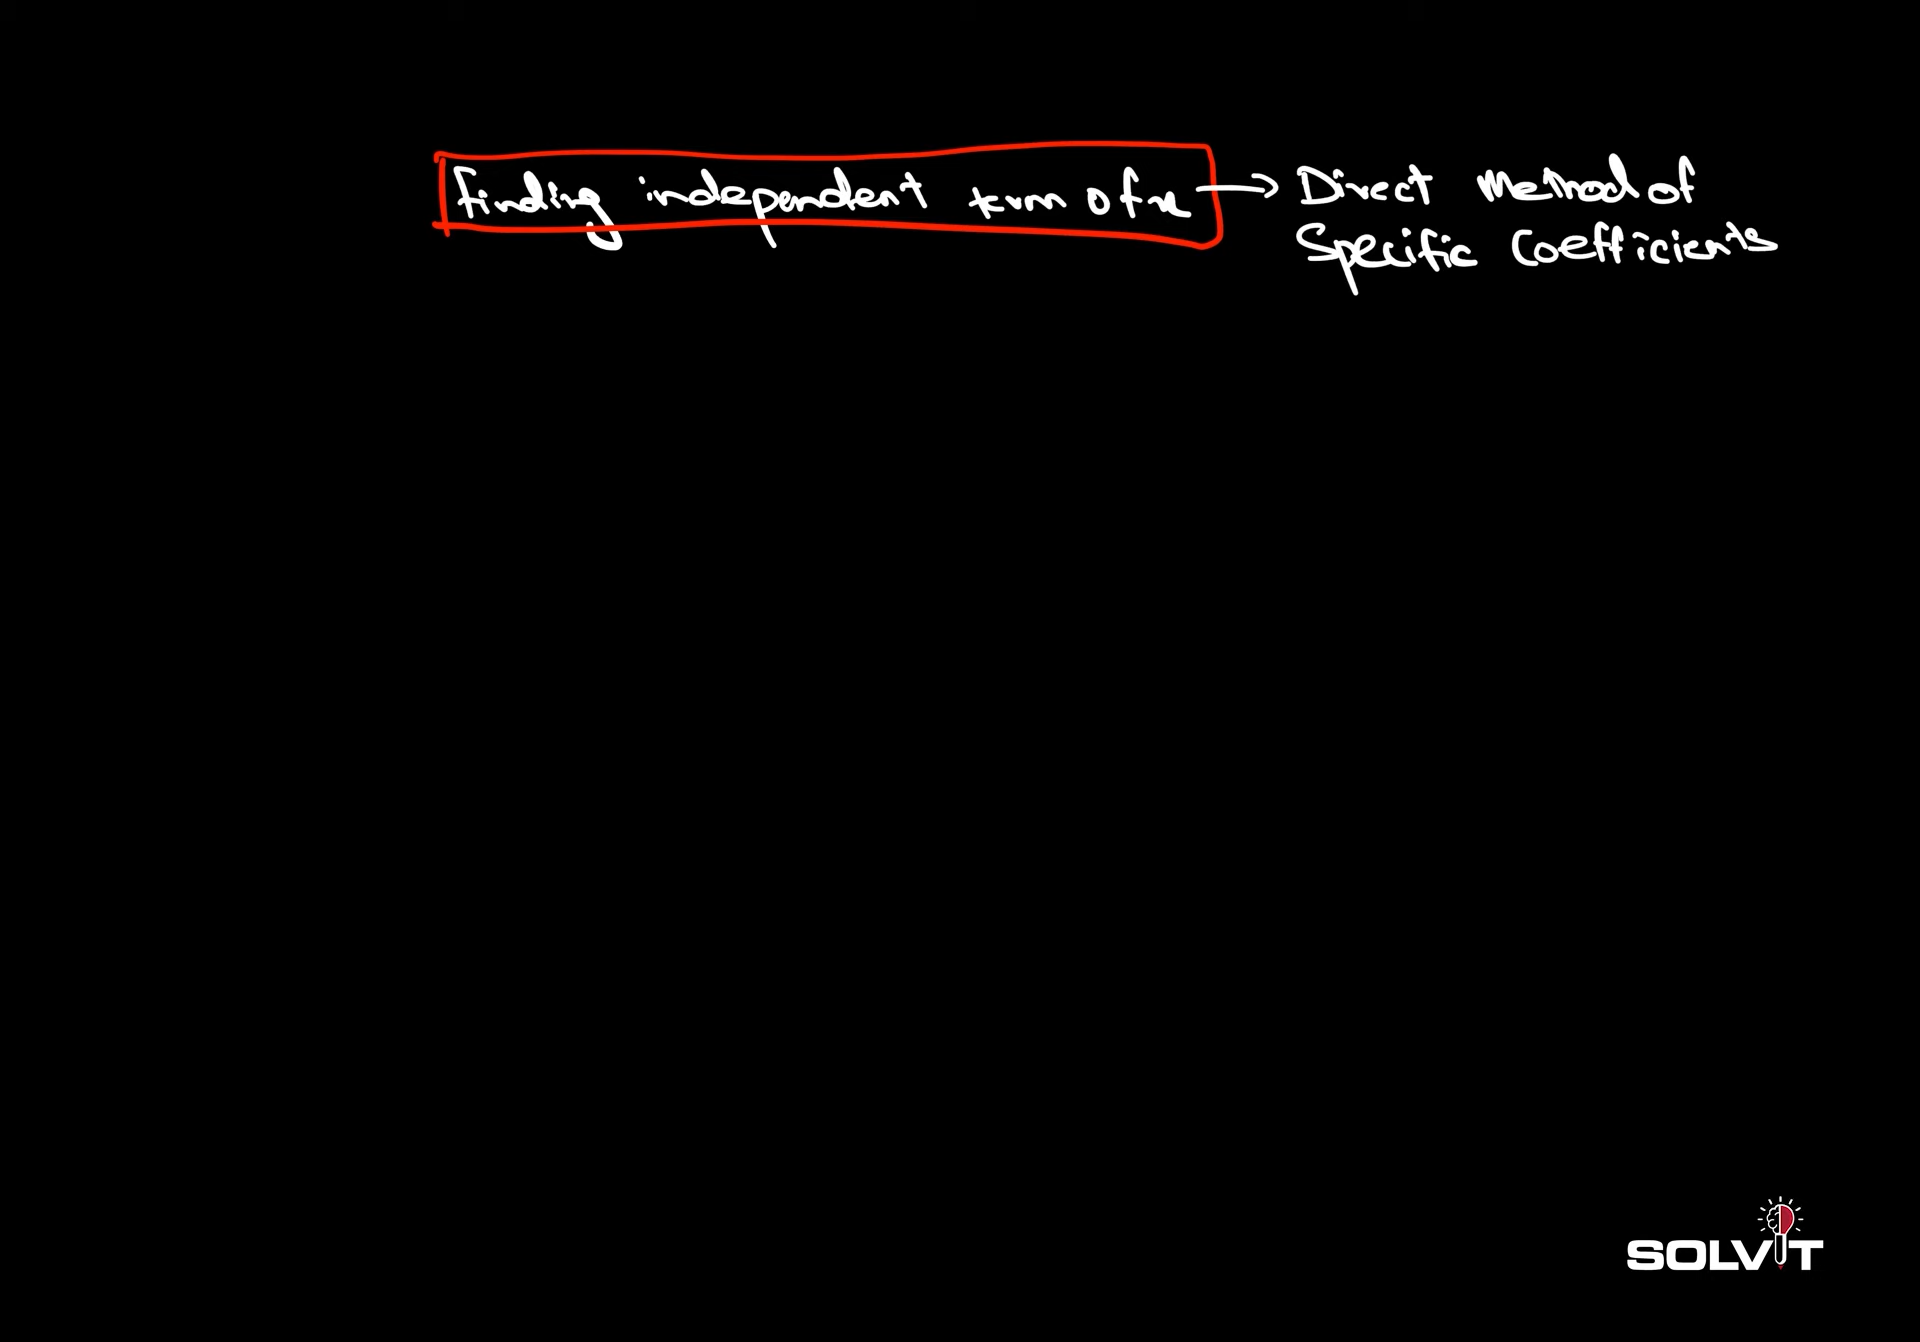 Finding independent term of x → Direct Method of
Specific Coefficients
SOLVIT